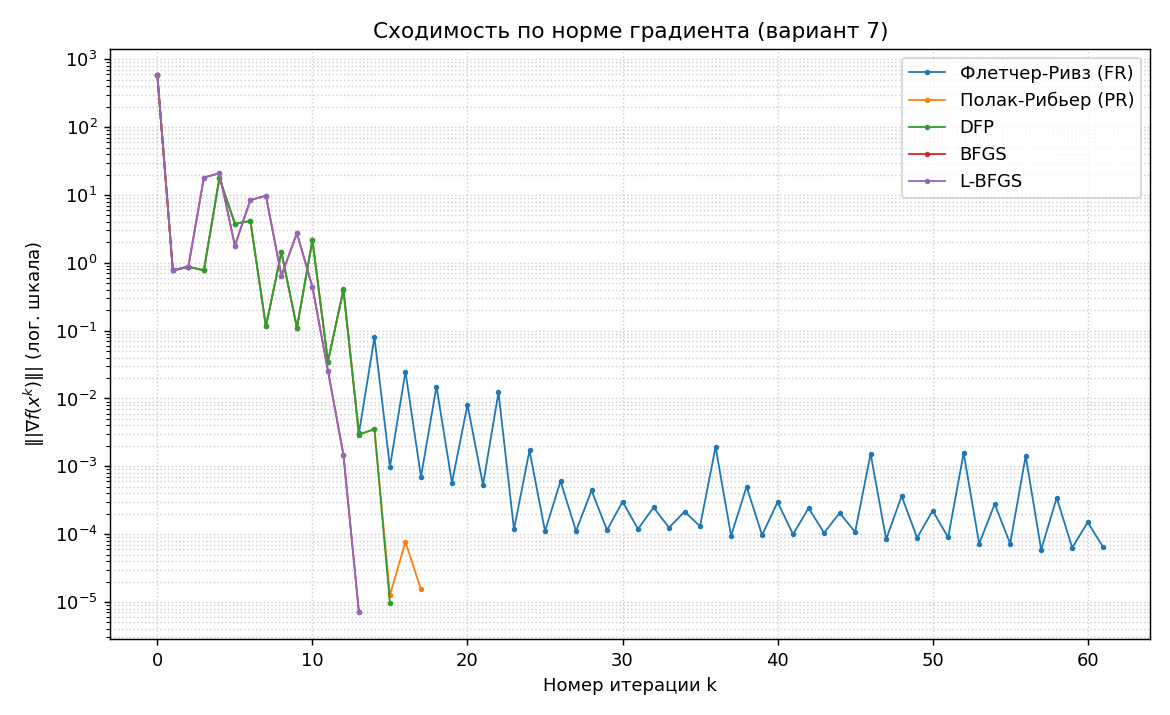 Сходимость по норме градиента (вариант 7)
|||∇f(xᵏ)||| (лог. шкала)
10³
10²
10¹
10⁰
10⁻¹
10⁻²
10⁻³
10⁻⁴
10⁻⁵
Флетчер-Ривз (FR)
Полак-Рибьер (PR)
DFP
BFGS
L-BFGS
0 10 20 30 40 50 60
Номер итерации k